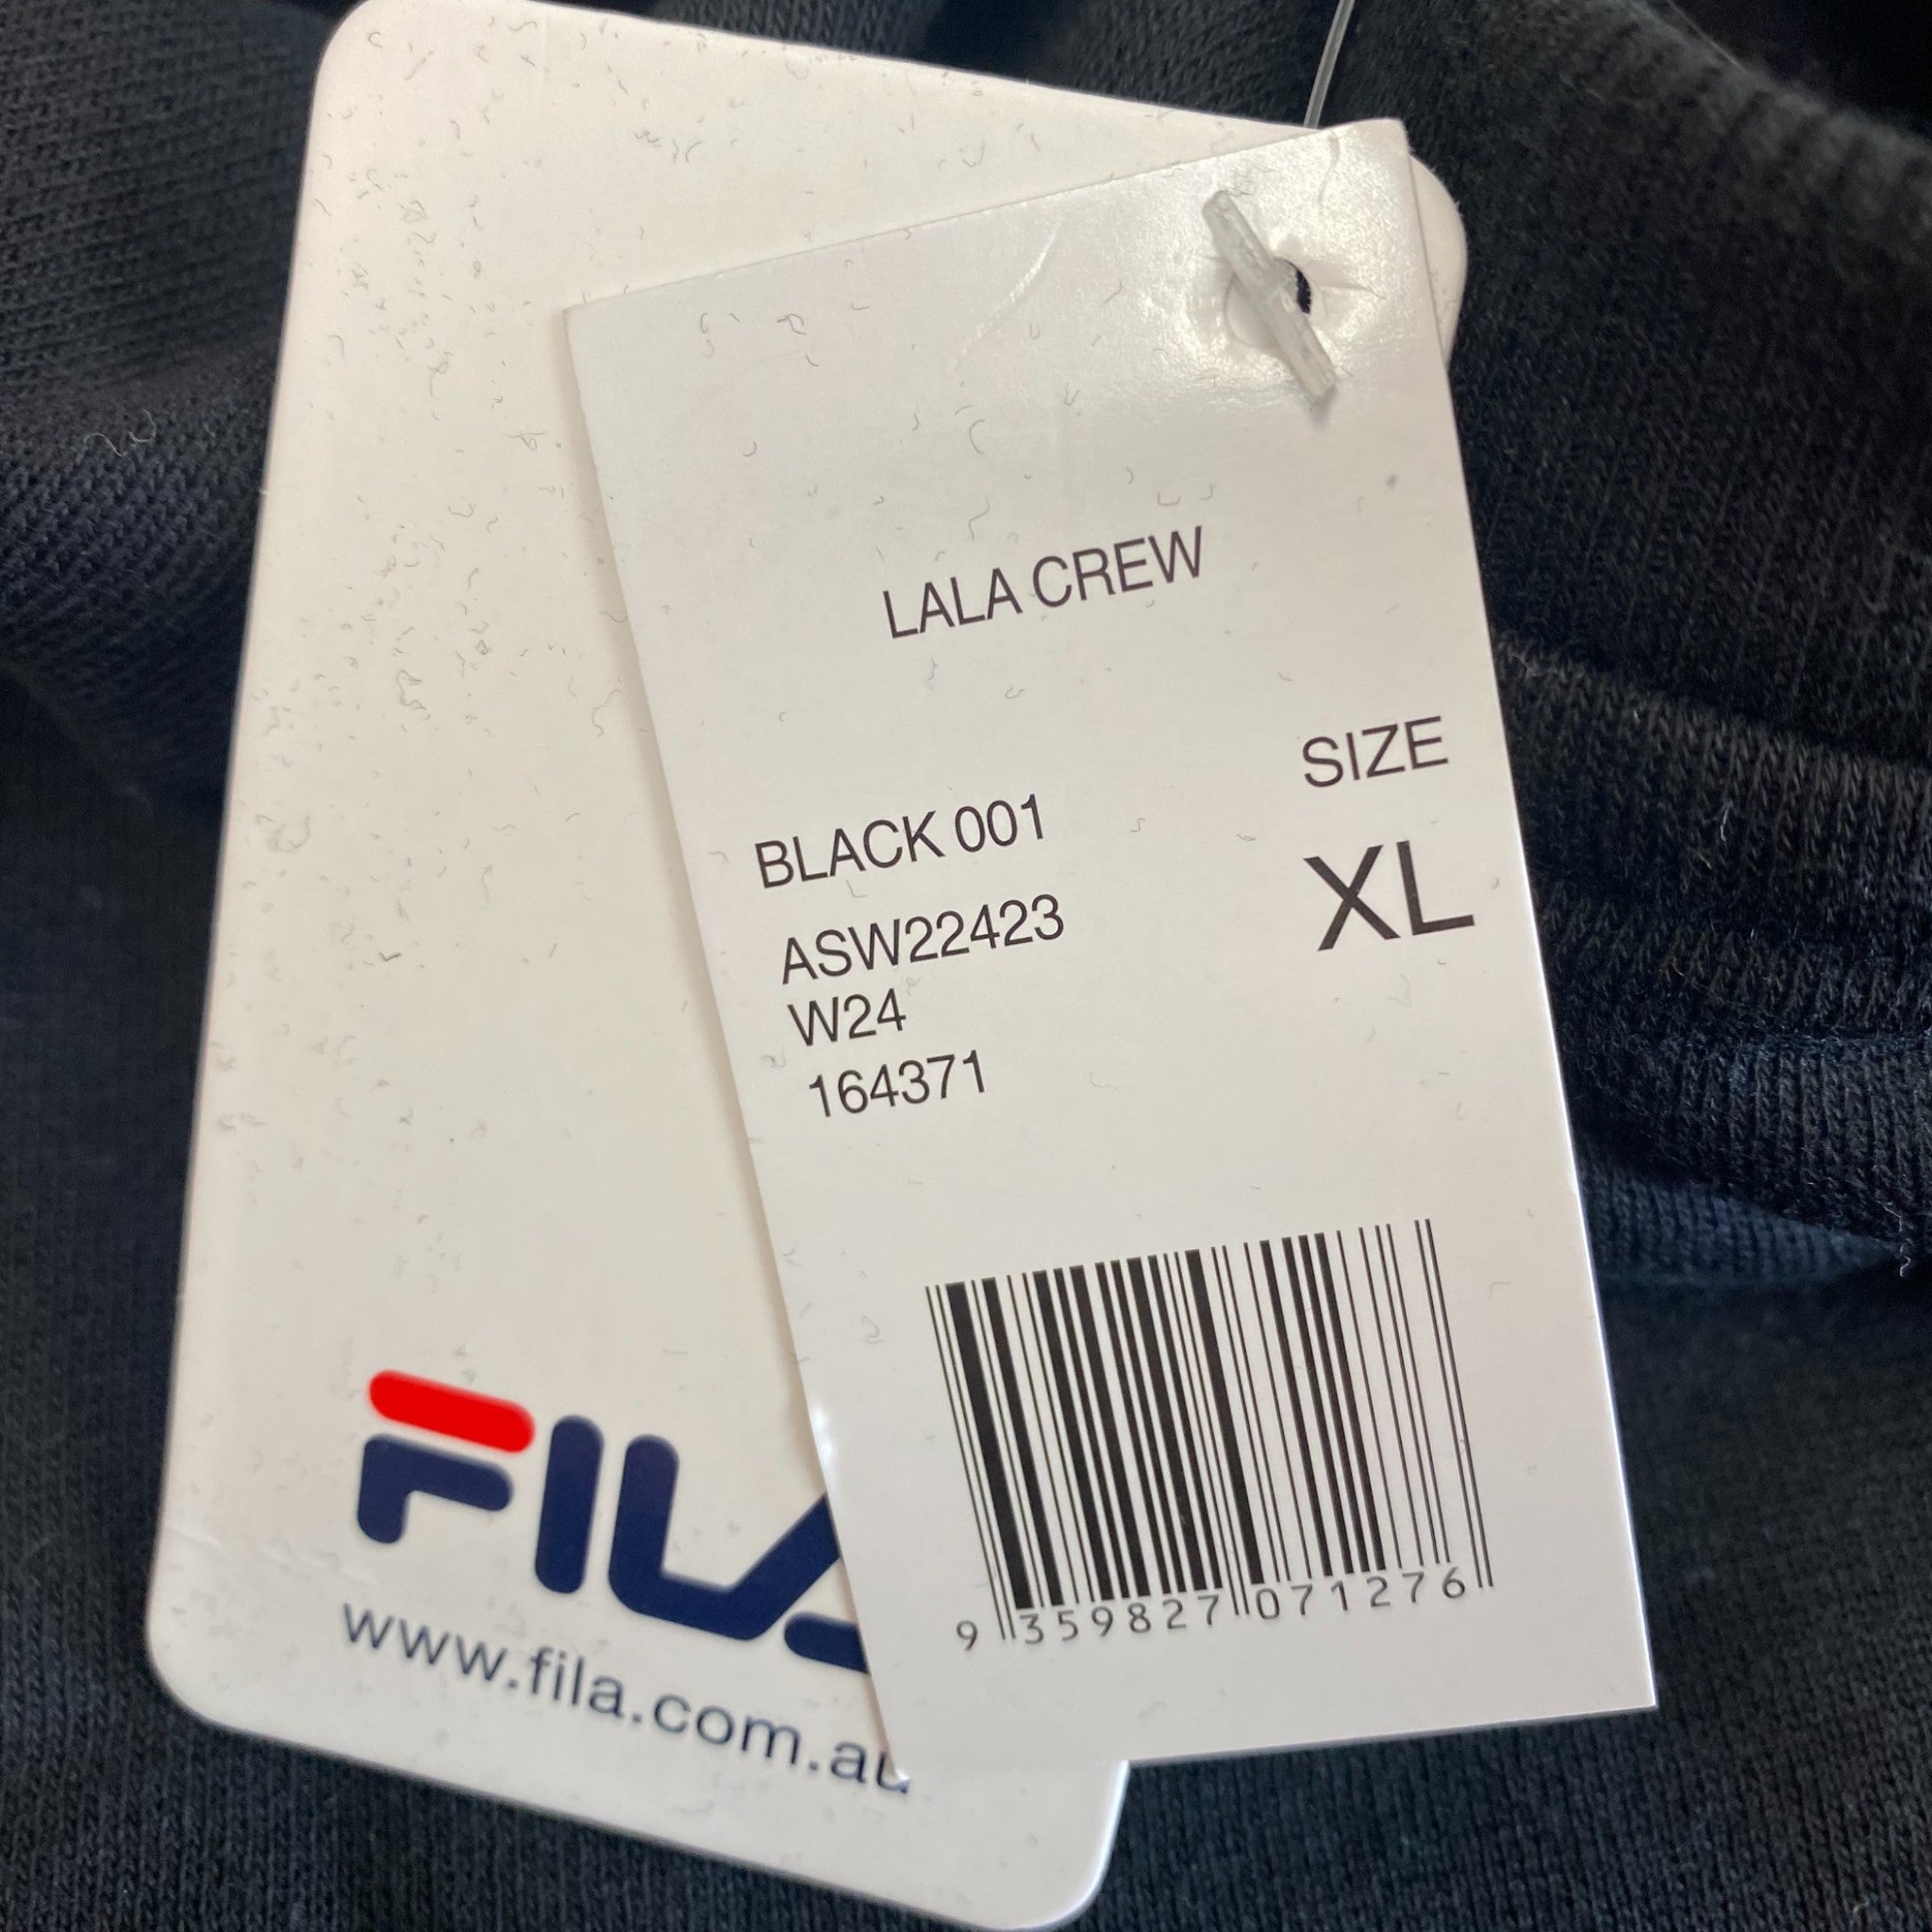 LALA CREW
SIZE
XL
BLACK 001
ASW22423
W24
164371
9 359827 071276
FILA
www.fila.com.au